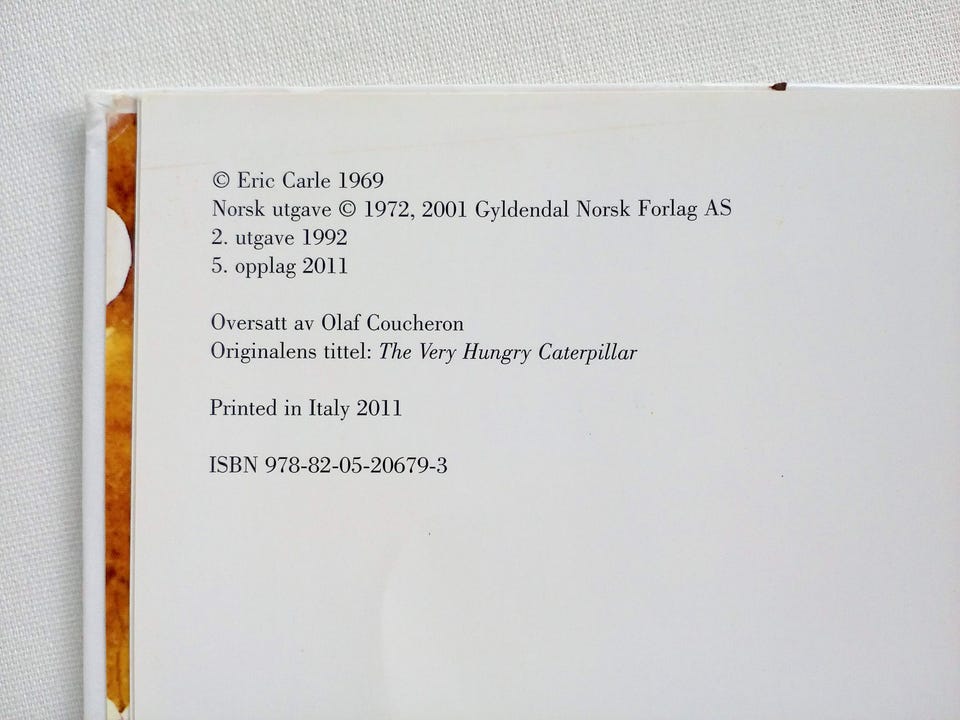 © Eric Carle 1969
Norsk utgave © 1972, 2001 Gyldendal Norsk Forlag AS
2. utgave 1992
5. opplag 2011
Oversatt av Olaf Coucheron
Originalens tittel: The Very Hungry Caterpillar
Printed in Italy 2011
ISBN 978-82-05-20679-3